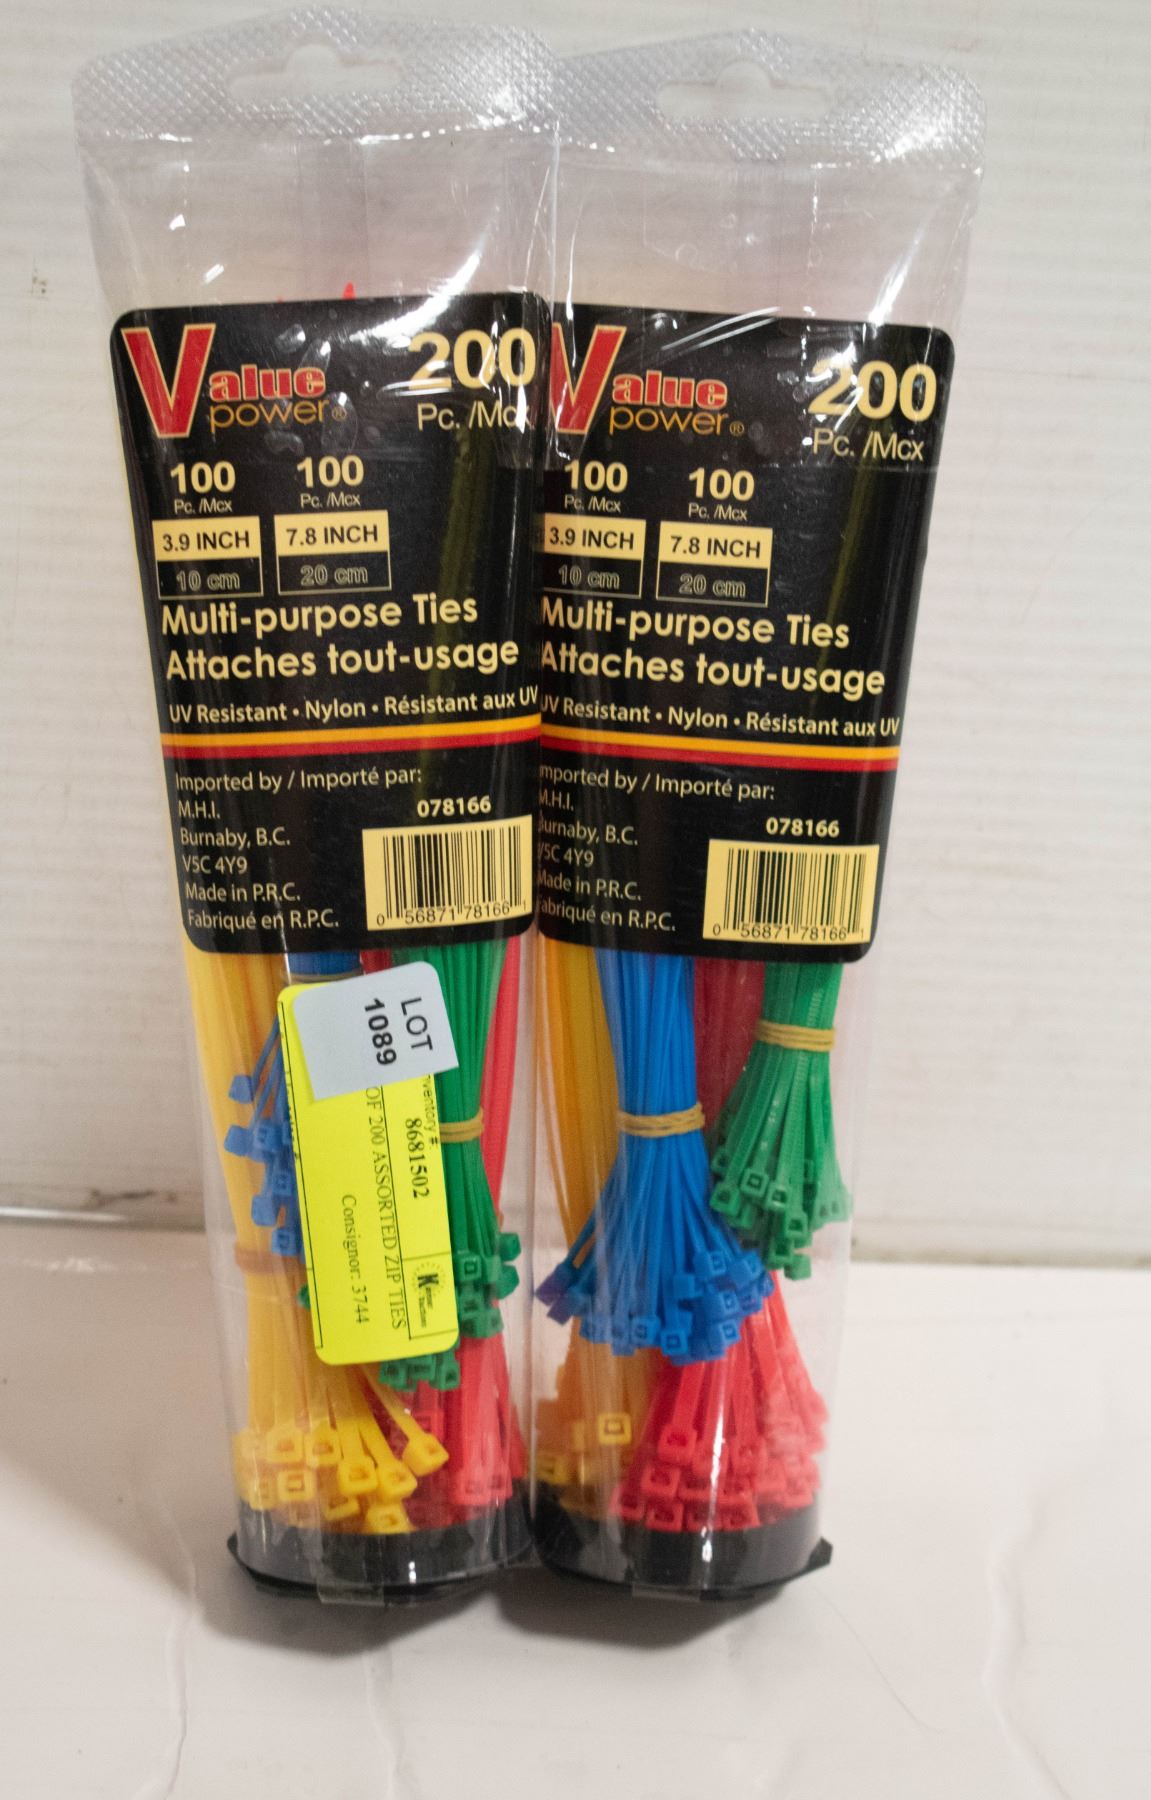 Value
power®
200
Pc. /Mcx
100
Pc. /Mcx
100
Pc. /Mcx
3.9 INCH
7.8 INCH
10 cm
20 cm
Multi-purpose Ties
Attaches tout-usage
UV Resistant • Nylon • Résistant aux UV
Imported by / Importé par:
M.H.I.
078166
Burnaby, B.C.
V5C 4Y9
Made in P.R.C.
Fabriqué en R.P.C.
0 56871 78166 1
LOT
1089
Inventory #:
8681502
OF 200 ASSORTED ZIP TIES
Consignor: 3744
Value
power®
200
Pc. /Mcx
100
Pc. /Mcx
100
Pc. /Mcx
3.9 INCH
7.8 INCH
10 cm
20 cm
Multi-purpose Ties
Attaches tout-usage
UV Resistant • Nylon • Résistant aux UV
Imported by / Importé par:
M.H.I.
078166
Burnaby, B.C.
V5C 4Y9
Made in P.R.C.
Fabriqué en R.P.C.
0 56871 78166 1